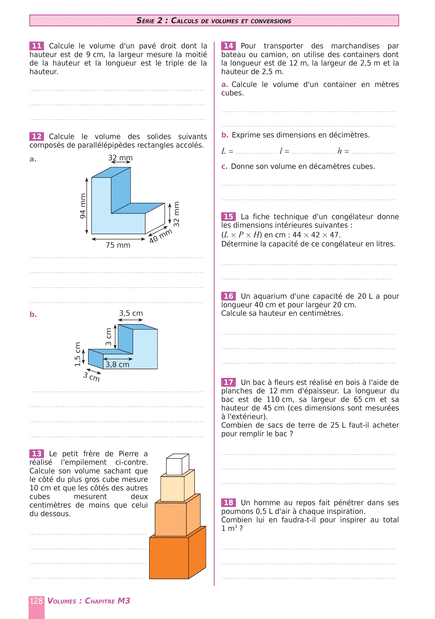 SÉRIE 2 : CALCULS DE VOLUMES ET CONVERSIONS
11 Calcule le volume d'un pavé droit dont la
hauteur est de 9 cm, la largeur mesure la moitié
de la hauteur et la longueur est le triple de la
hauteur.
12 Calcule le volume des solides suivants
composés de parallélépipèdes rectangles accolés.
a.
32 mm
94 mm
32 mm
40 mm
75 mm
b.
3,5 cm
3 cm
1,5 cm
3,8 cm
3 cm
13 Le petit frère de Pierre a
réalisé l'empilement ci-contre.
Calcule son volume sachant que
le côté du plus gros cube mesure
10 cm et que les côtés des autres
cubes mesurent deux
centimètres de moins que celui
du dessous.
14 Pour transporter des marchandises par
bateau ou camion, on utilise des containers dont
la longueur est de 12 m, la largeur de 2,5 m et la
hauteur de 2,5 m.
a. Calcule le volume d'un container en mètres
cubes.
b. Exprime ses dimensions en décimètres.
L = .................. l = .................. h = ..................
c. Donne son volume en décamètres cubes.
15 La fiche technique d'un congélateur donne
les dimensions intérieures suivantes :
(L × P × H) en cm : 44 × 42 × 47.
Détermine la capacité de ce congélateur en litres.
16 Un aquarium d'une capacité de 20 L a pour
longueur 40 cm et pour largeur 20 cm.
Calcule sa hauteur en centimètres.
17 Un bac à fleurs est réalisé en bois à l'aide de
planches de 12 mm d'épaisseur. La longueur du
bac est de 110 cm, sa largeur de 65 cm et sa
hauteur de 45 cm (ces dimensions sont mesurées
à l'extérieur).
Combien de sacs de terre de 25 L faut-il acheter
pour remplir le bac ?
18 Un homme au repos fait pénétrer dans ses
poumons 0,5 L d'air à chaque inspiration.
Combien lui en faudra-t-il pour inspirer au total
1 m³ ?
128 VOLUMES : CHAPITRE M3